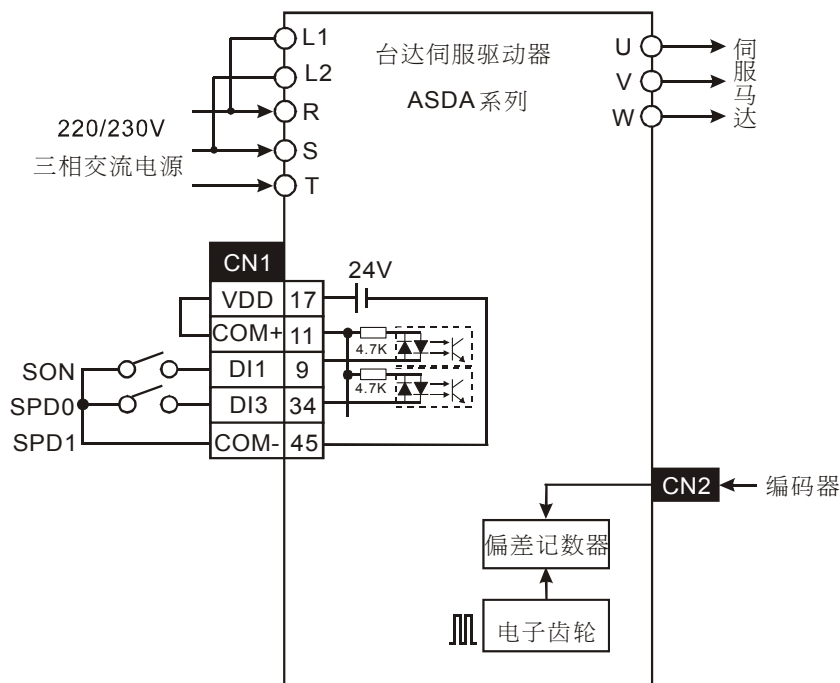 L1
L2
R
S
T
220/230V
三相交流电源
台达伺服驱动器
ASDA系列
U
V
W
伺服马达
CN1
24V
VDD 17
COM+ 11
4.7K
SON
DI1 9
4.7K
SPD0
DI3 34
SPD1
COM- 45
CN2
编码器
偏差记数器
电子齿轮